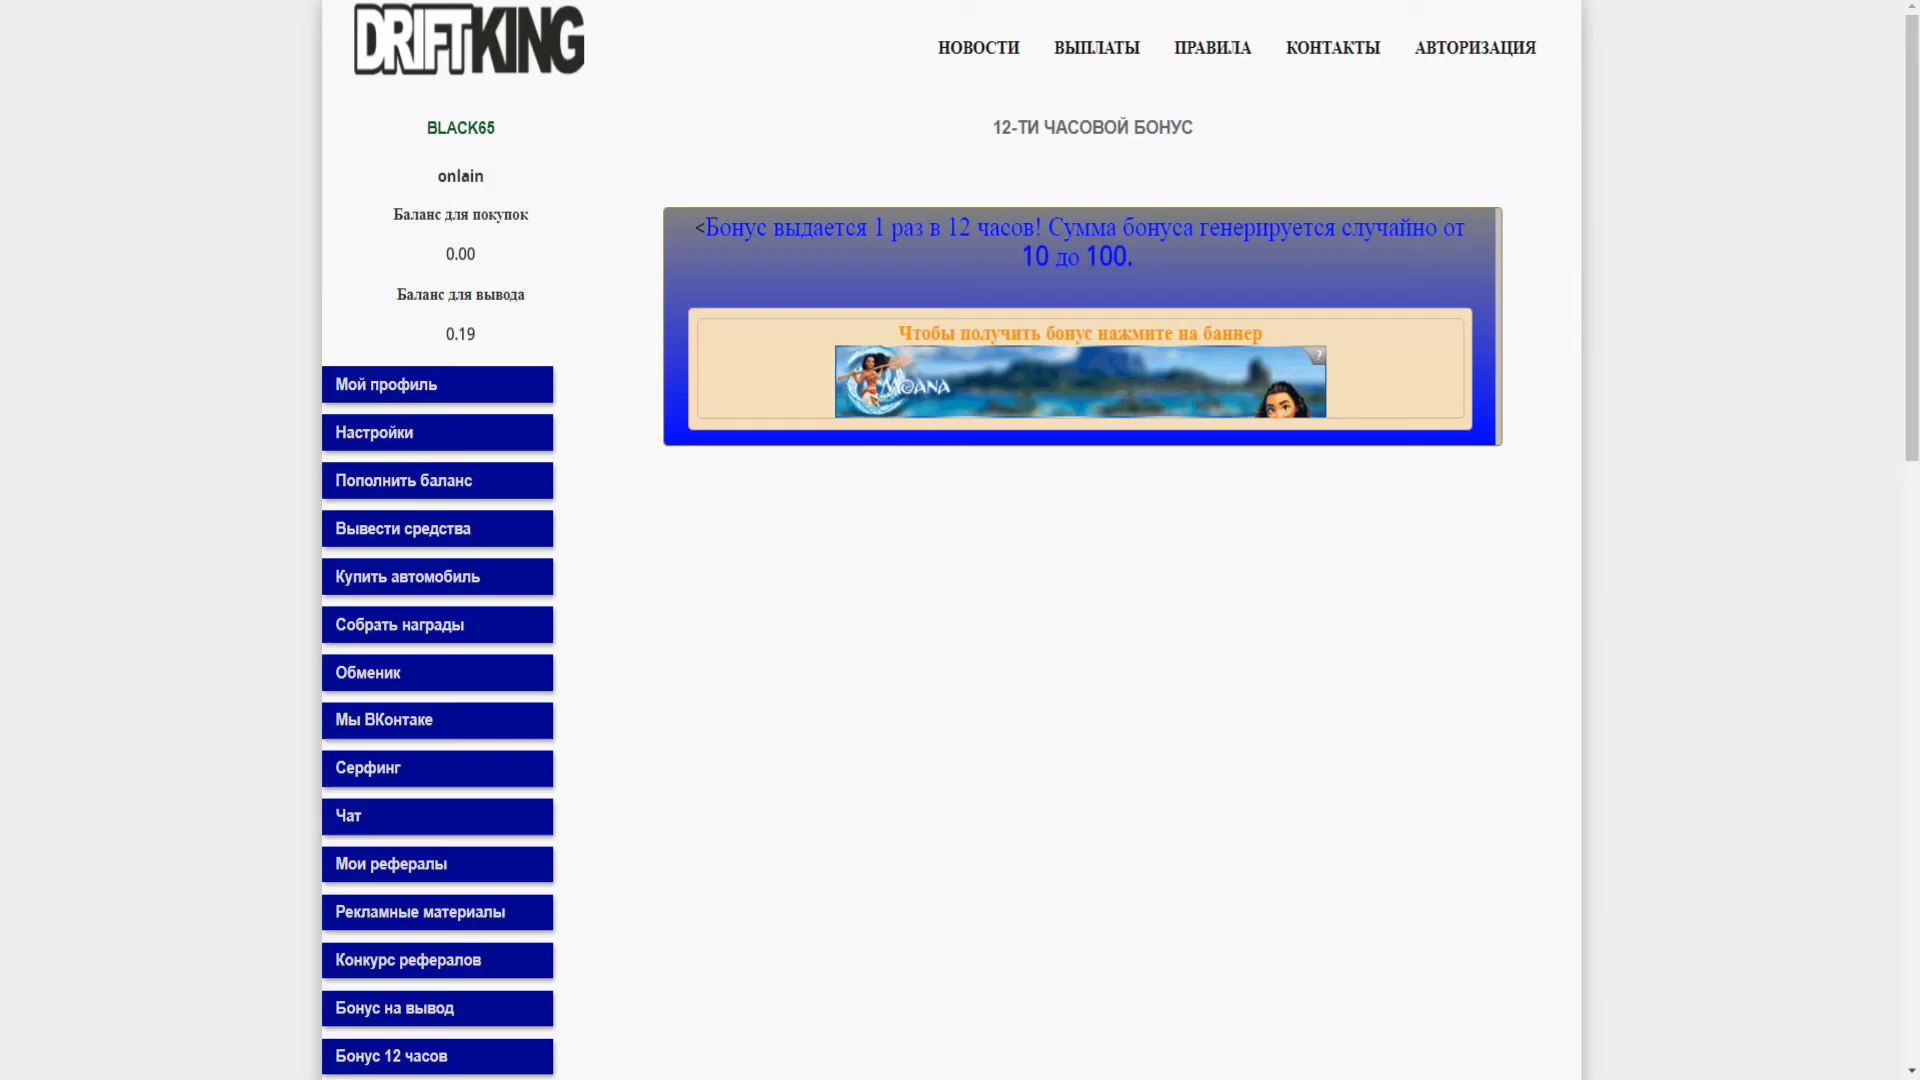 DRIFTKING
НОВОСТИ ВЫПЛАТЫ ПРАВИЛА КОНТАКТЫ АВТОРИЗАЦИЯ
BLACK65
onlain
Баланс для покупок
0.00
Баланс для вывода
0.19
Мой профиль
Настройки
Пополнить баланс
Вывести средства
Купить автомобиль
Собрать награды
Обменик
Мы ВКонтаке
Серфинг
Чат
Мои рефералы
Рекламные материалы
Конкурс рефералов
Бонус на вывод
Бонус 12 часов
12-ТИ ЧАСОВОЙ БОНУС
<Бонус выдается 1 раз в 12 часов! Сумма бонуса генерируется случайно от
10 до 100.
Чтобы получить бонус нажмите на баннер
MOANA
?